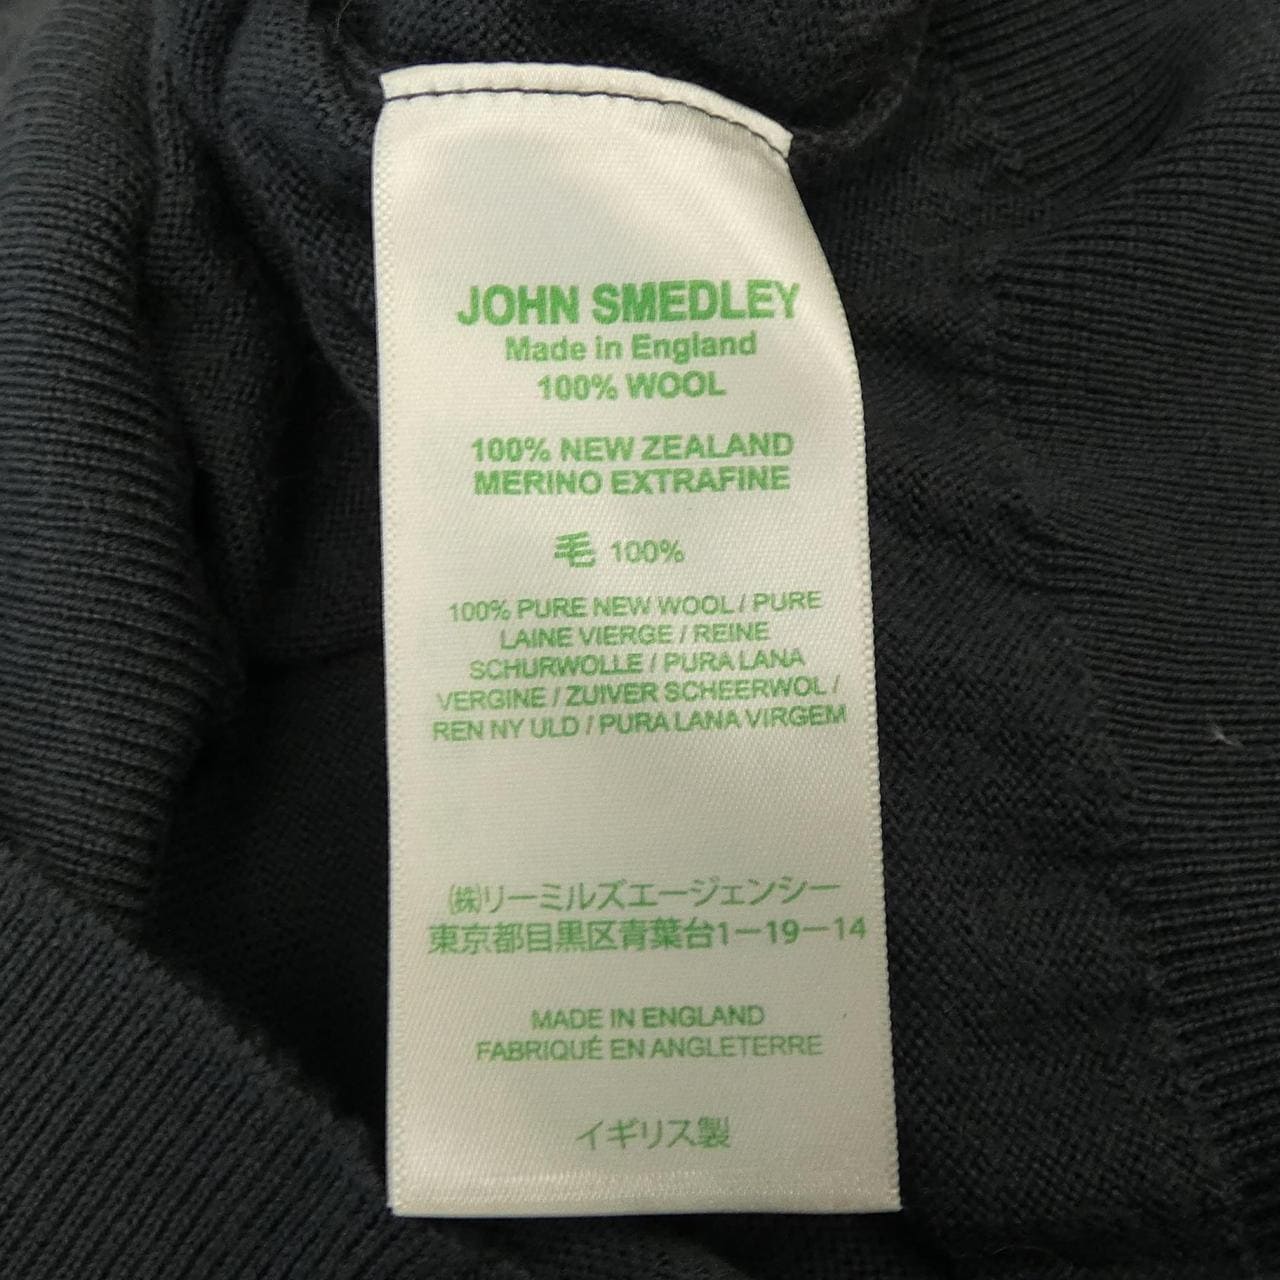 JOHN SMEDLEY
Made in England
100% WOOL
100% NEW ZEALAND
MERINO EXTRAFINE
毛 100%
100% PURE NEW WOOL / PURE
LAINE VIERGE / REINE
SCHURWOLLE / PURA LANA
VERGINE / ZUIVER SCHEERWOL /
REN NY ULD / PURA LANA VIRGEM
㈱リーミルズエージェンシー
東京都目黒区青葉台1－19－14
MADE IN ENGLAND
FABRIQUÉ EN ANGLETERRE
イギリス製